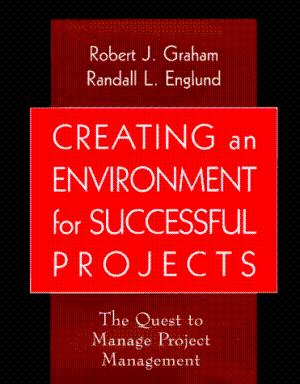 Robert J. Graham
Randall L. Englund
CREATING an
ENVIRONMENT
for SUCCESSFUL
PROJECTS
The Quest to
Manage Project
Management